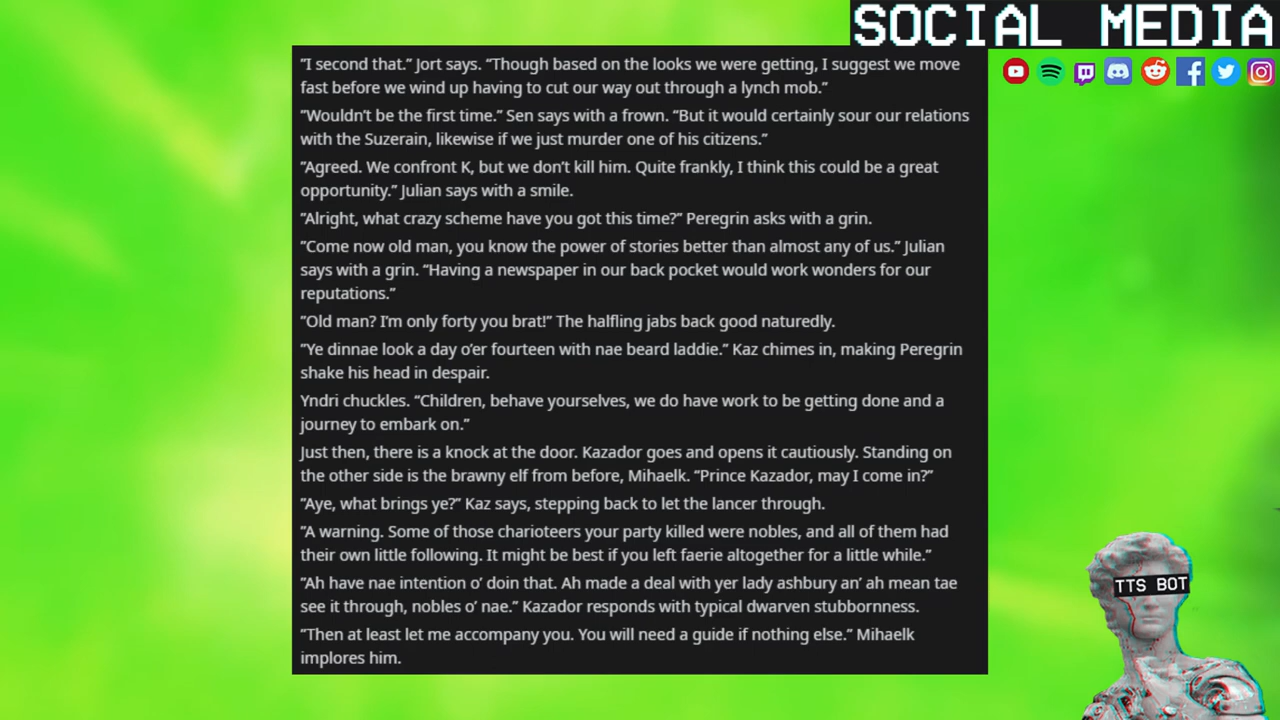 SOCIAL MEDIA
“I second that.” Jort says. “Though based on the looks we were getting, I suggest we move
fast before we wind up having to cut our way out through a lynch mob.”
“Wouldn’t be the first time.” Sen says with a frown. “But it would certainly sour our relations
with the Suzerain, likewise if we just murder one of his citizens.”
“Agreed. We confront K, but we don’t kill him. Quite frankly, I think this could be a great
opportunity.” Julian says with a smile.
“Alright, what crazy scheme have you got this time?” Peregrin asks with a grin.
“Come now old man, you know the power of stories better than almost any of us.” Julian
says with a grin. “Having a newspaper in our back pocket would work wonders for our
reputations.”
“Old man? I’m only forty you brat!” The halfling jabs back good naturedly.
“Ye dinnae look a day o’er fourteen with nae beard laddie.” Kaz chimes in, making Peregrin
shake his head in despair.
Yndri chuckles. “Children, behave yourselves, we do have work to be getting done and a
journey to embark on.”
Just then, there is a knock at the door. Kazador goes and opens it cautiously. Standing on
the other side is the brawny elf from before, Mihaelk. “Prince Kazador, may I come in?”
“Aye, what brings ye?” Kaz says, stepping back to let the lancer through.
“A warning. Some of those charioteers your party killed were nobles, and all of them had
their own little following. It might be best if you left faerie altogether for a little while.”
“Ah have nae intention o’ doin that. Ah made a deal with yer lady ashbury an’ ah mean tae
see it through, nobles o’ nae.” Kazador responds with typical dwarven stubbornness.
“Then at least let me accompany you. You will need a guide if nothing else.” Mihaelk
implores him.
TTS BOT